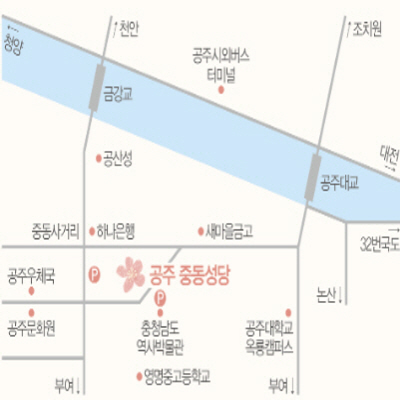 ↑천안
↑조치원
←청양
공주시외버스
터미널
금강교
대전→
공산성
공주대교
중동사거리
하나은행
새마을금고
32번국도→
공주우체국
P
공주 중동성당
논산↓
P
공주문화원
충청남도
역사박물관
공주대학교
옥룡캠퍼스
영명중고등학교
부여↓
부여↓